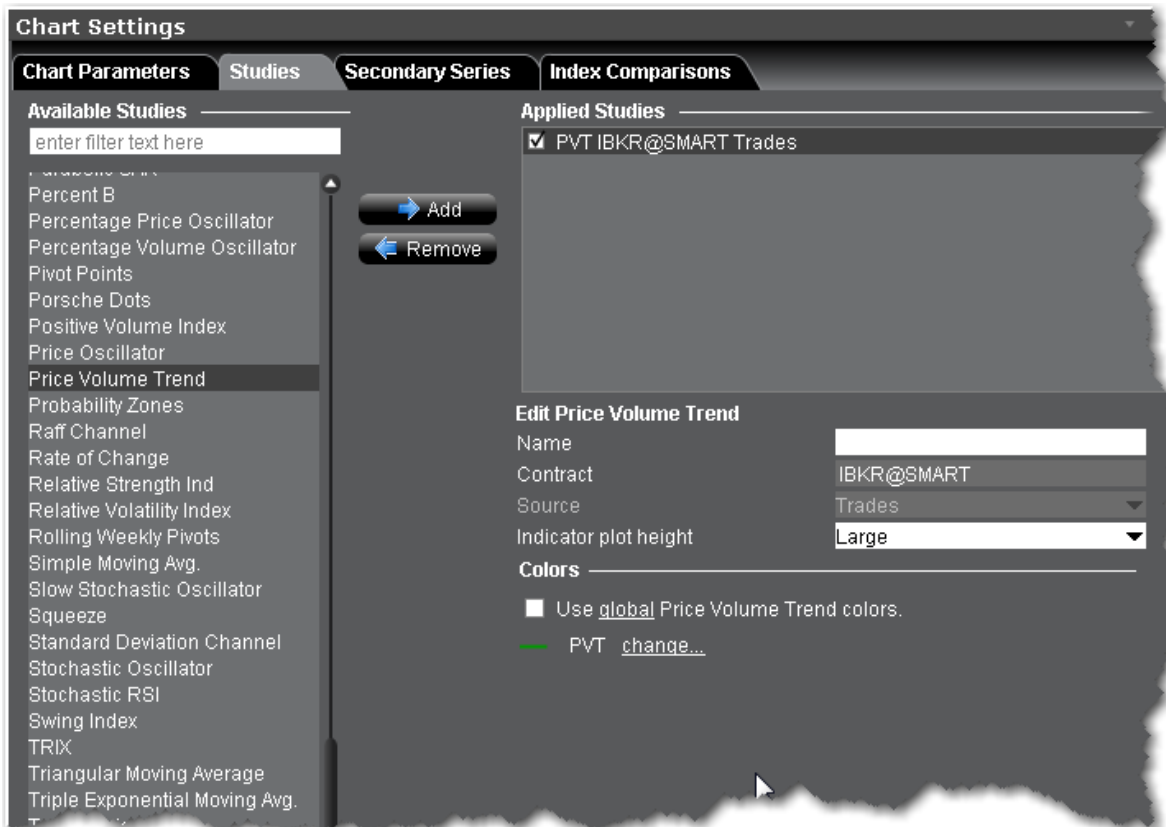 Chart Settings
Chart Parameters
Studies
Secondary Series
Index Comparisons
Available Studies
enter filter text here
Percent B
Percentage Price Oscillator
Percentage Volume Oscillator
Pivot Points
Porsche Dots
Positive Volume Index
Price Oscillator
Price Volume Trend
Probability Zones
Raff Channel
Rate of Change
Relative Strength Ind
Relative Volatility Index
Rolling Weekly Pivots
Simple Moving Avg.
Slow Stochastic Oscillator
Squeeze
Standard Deviation Channel
Stochastic Oscillator
Stochastic RSI
Swing Index
TRIX
Triangular Moving Average
Triple Exponential Moving Avg.
Add
Remove
Applied Studies
PVT IBKR@SMART Trades
Edit Price Volume Trend
Name
Contract IBKR@SMART
Source Trades
Indicator plot height Large
Colors
Use global Price Volume Trend colors.
PVT change...